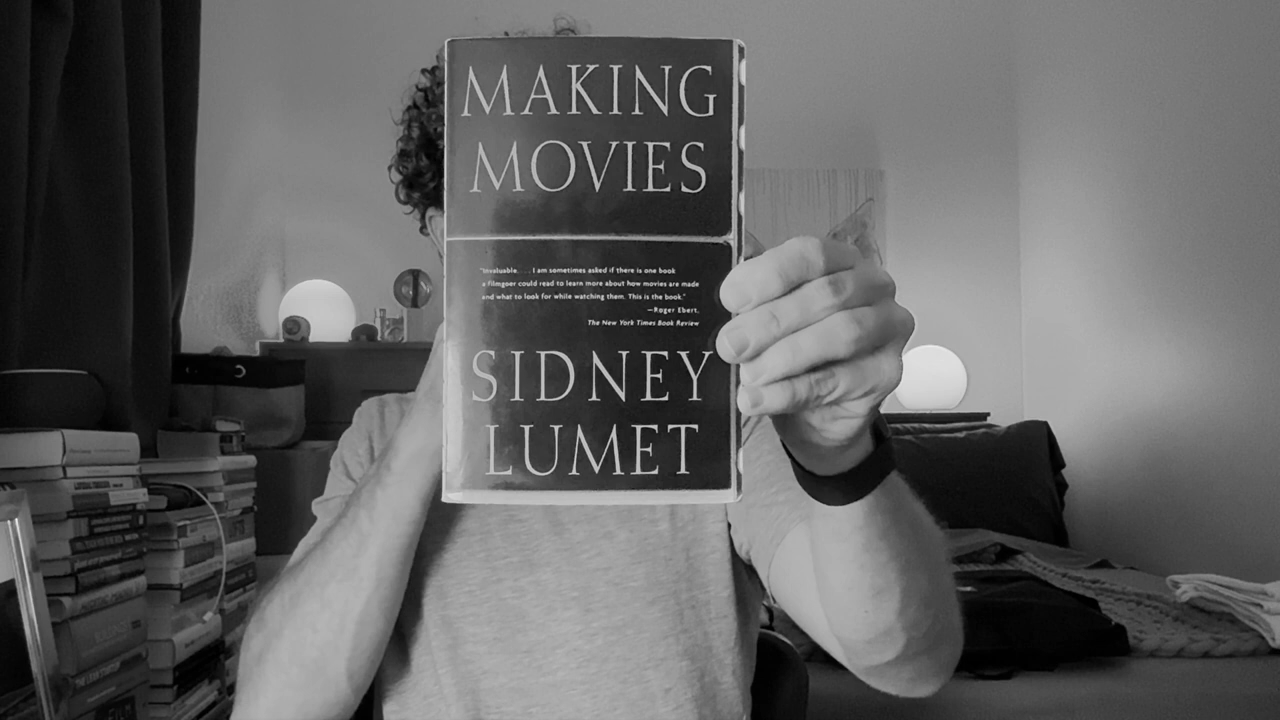 MAKING
MOVIES
"Invaluable. . . . I am sometimes asked if there is one book
a filmgoer could read to learn more about how movies are made
and what to look for while watching them. This is the book."
—Roger Ebert,
The New York Times Book Review
SIDNEY
LUMET